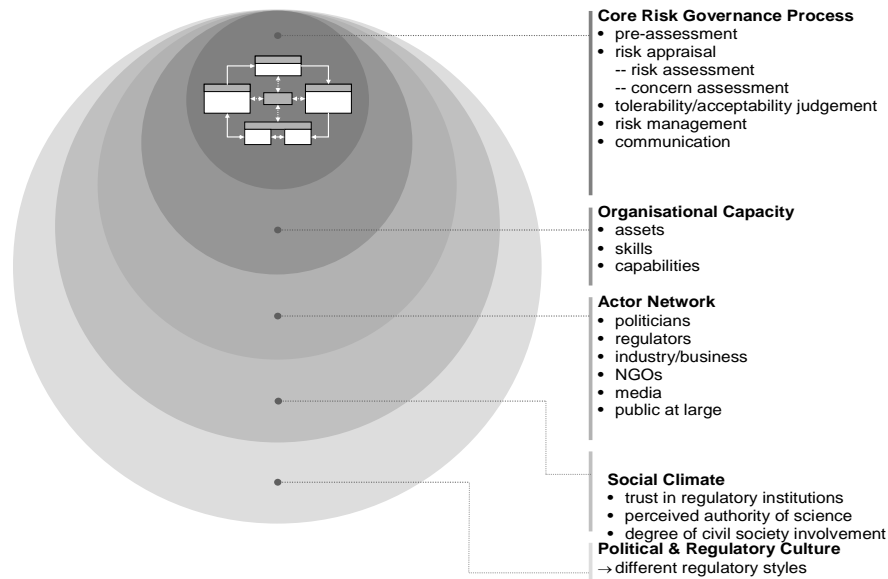 Core Risk Governance Process
• pre-assessment
• risk appraisal
-- risk assessment
-- concern assessment
• tolerability/acceptability judgement
• risk management
• communication
Organisational Capacity
• assets
• skills
• capabilities
Actor Network
• politicians
• regulators
• industry/business
• NGOs
• media
• public at large
Social Climate
• trust in regulatory institutions
• perceived authority of science
• degree of civil society involvement
Political & Regulatory Culture
→ different regulatory styles